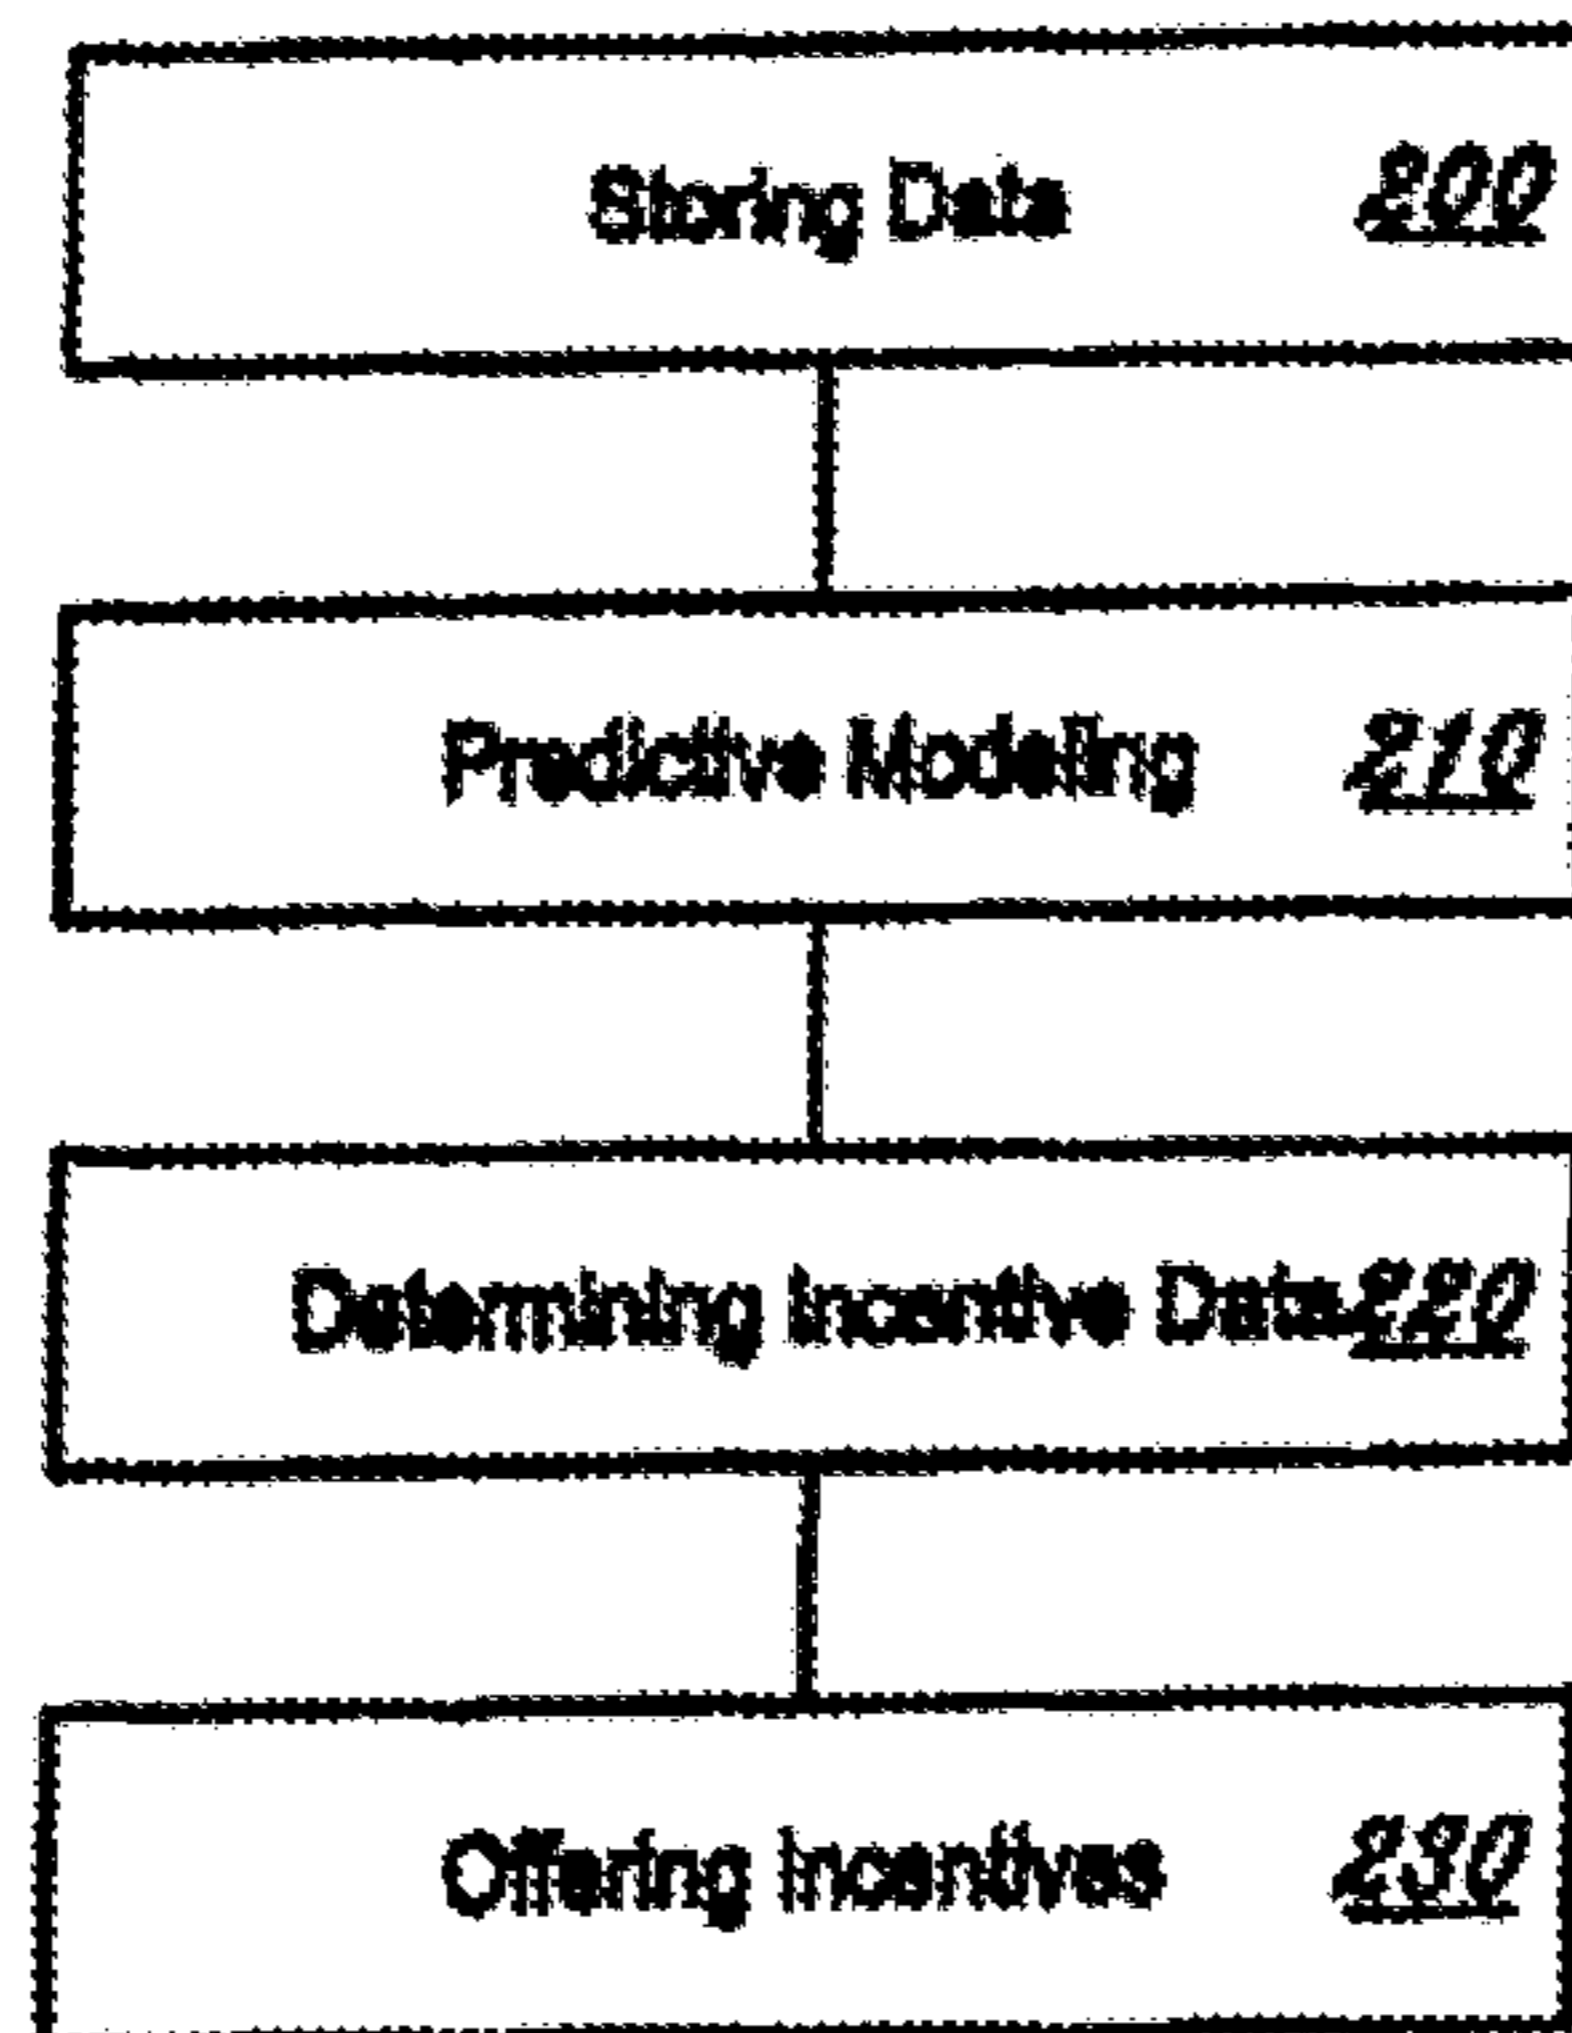 Storing Data 200
Predictive Modeling 210
Determining Incentive Data 220
Offering Incentives 230